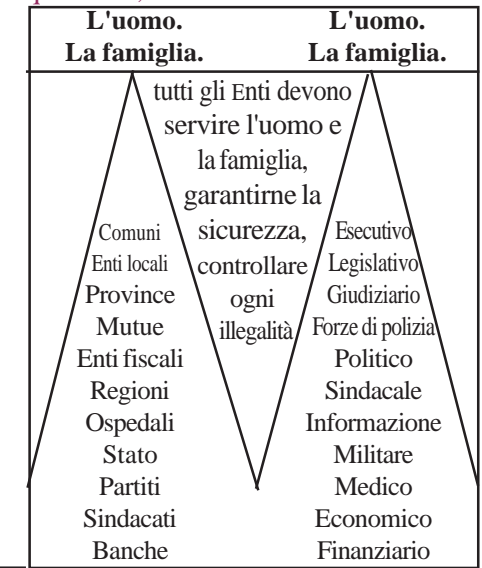 L'uomo.
La famiglia.
L'uomo.
La famiglia.
tutti gli Enti devono
servire l'uomo e
la famiglia,
garantirne la
sicurezza,
controllare
ogni
illegalità
Comuni
Enti locali
Province
Mutue
Enti fiscali
Regioni
Ospedali
Stato
Partiti
Sindacati
Banche
Esecutivo
Legislativo
Giudiziario
Forze di polizia
Politico
Sindacale
Informazione
Militare
Medico
Economico
Finanziario